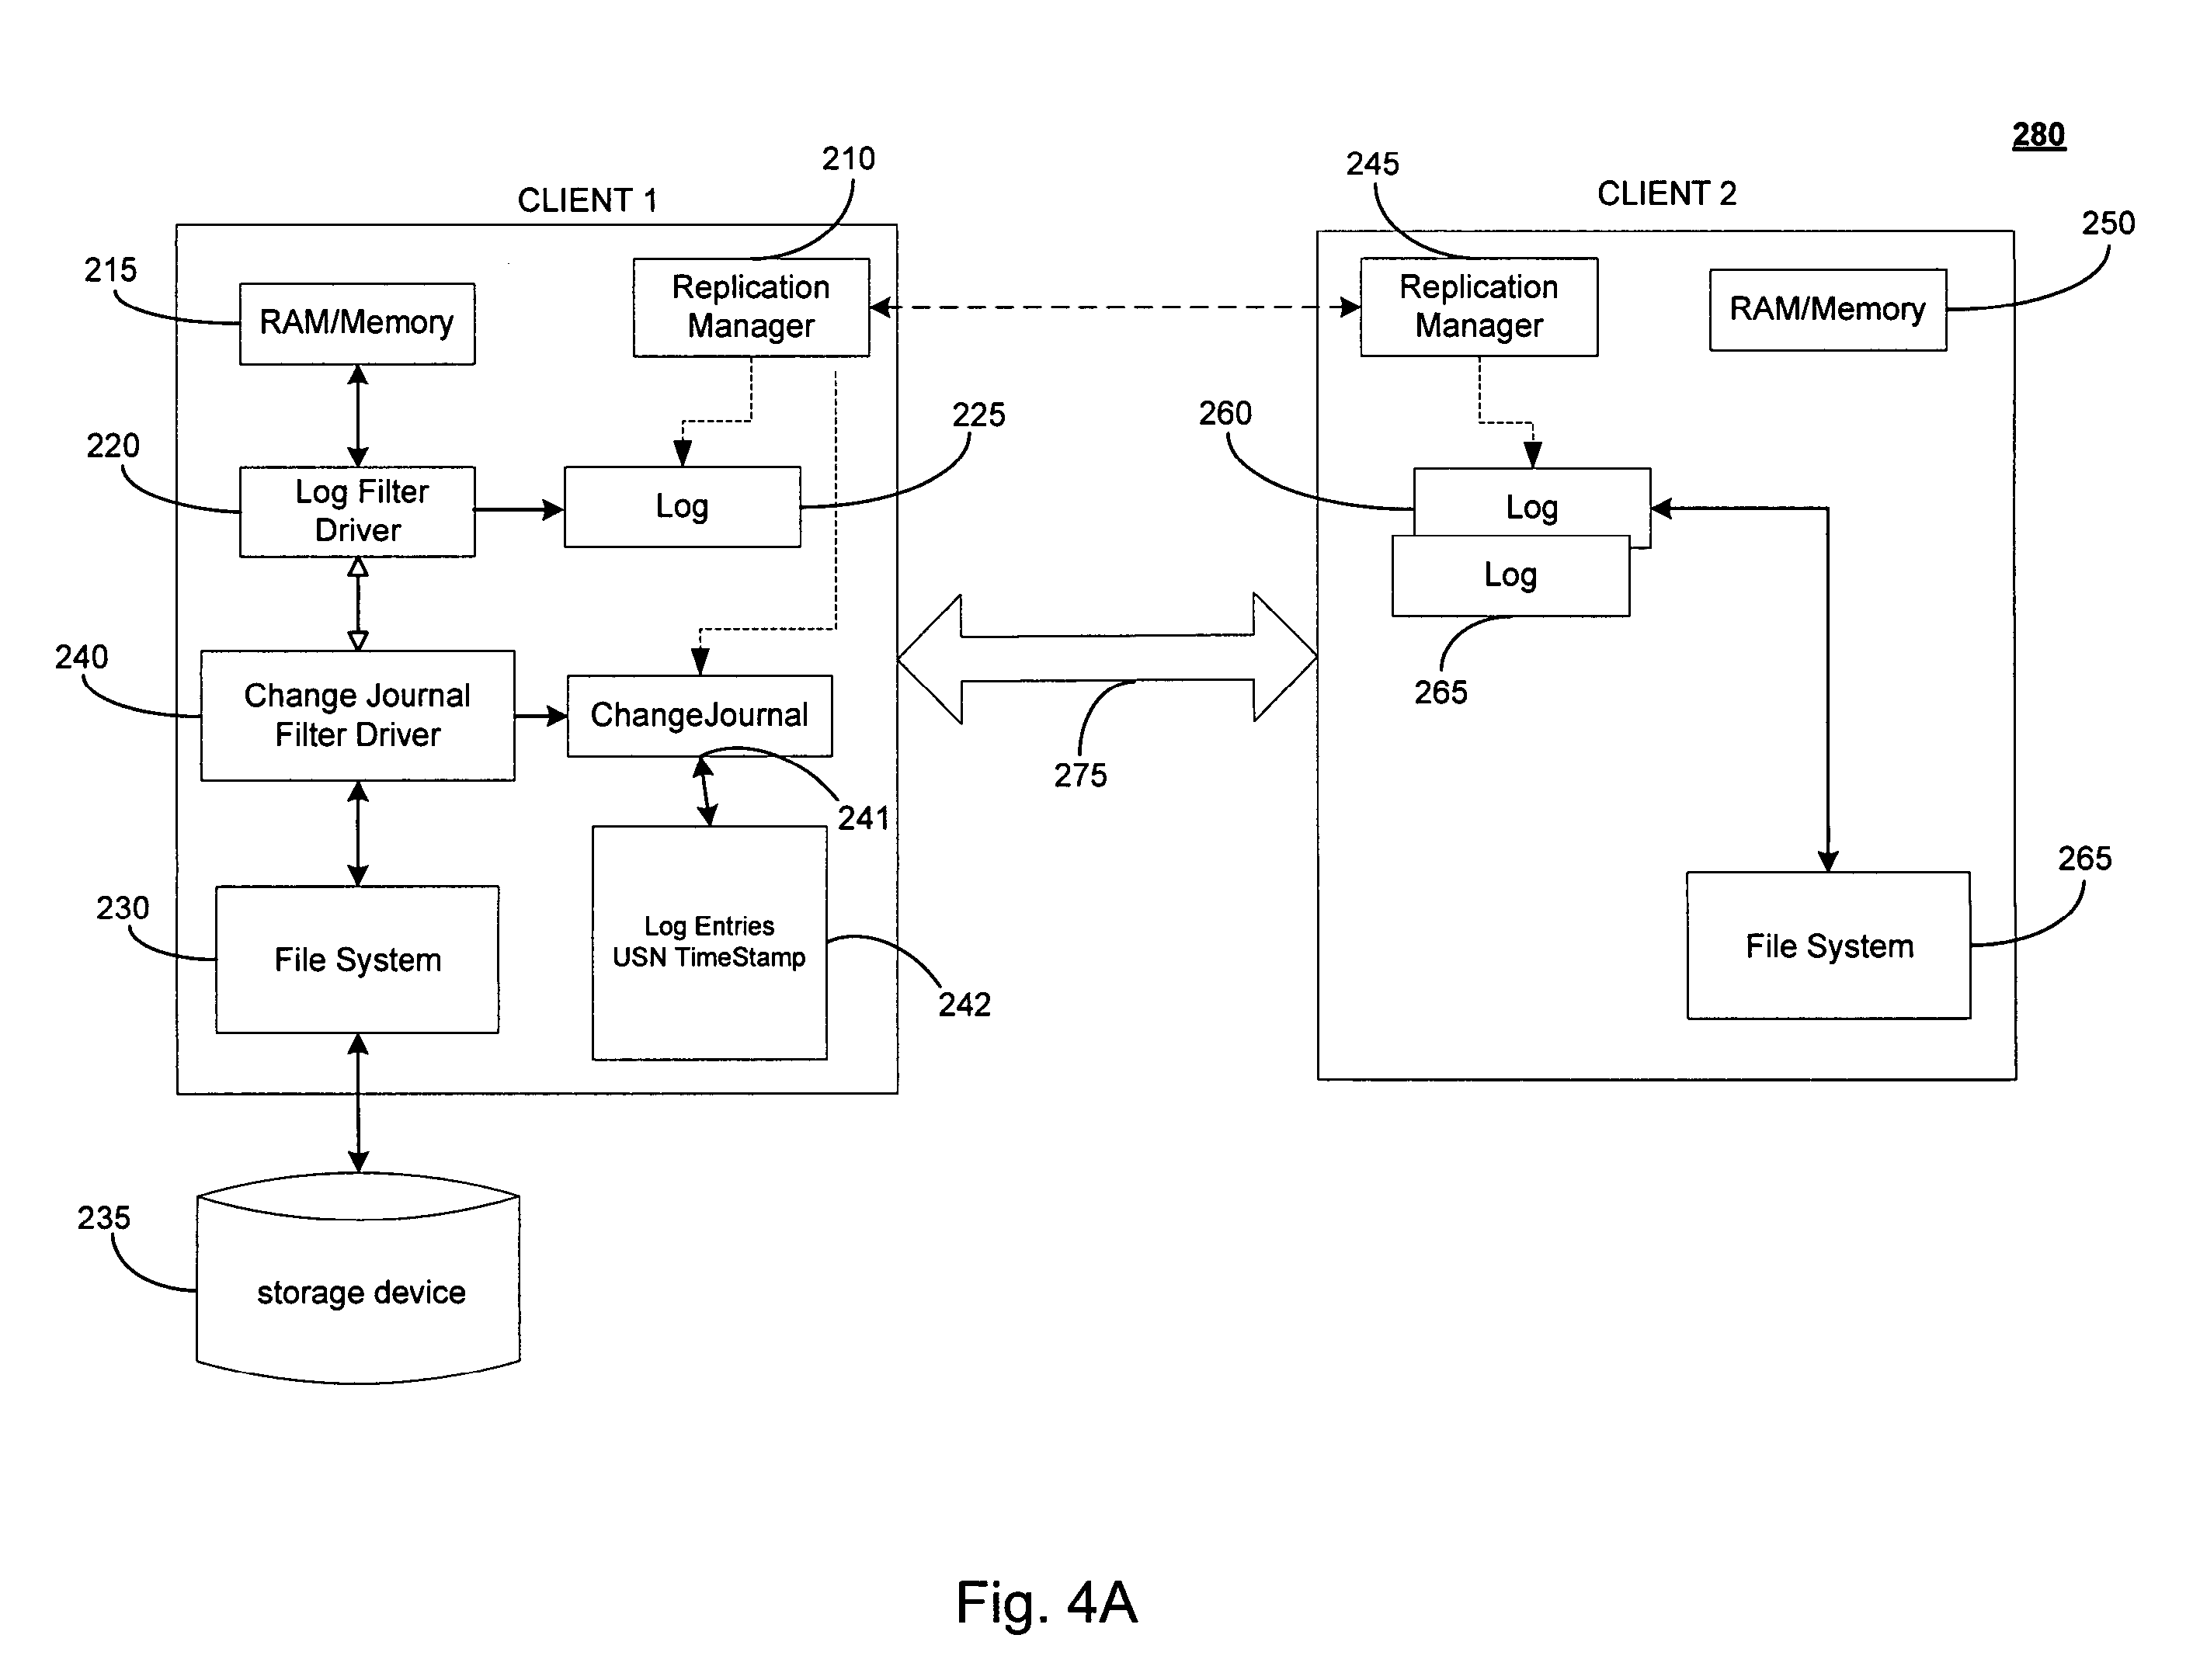 280
210
245
CLIENT 1
CLIENT 2
250
215
Replication
Manager
Replication
Manager
RAM/Memory
RAM/Memory
220
225
260
Log Filter
Driver
Log
Log
Log
240
265
Change Journal
Filter Driver
ChangeJournal
275
241
230
265
File System
Log Entries
USN TimeStamp
File System
242
235
storage device
Fig. 4A